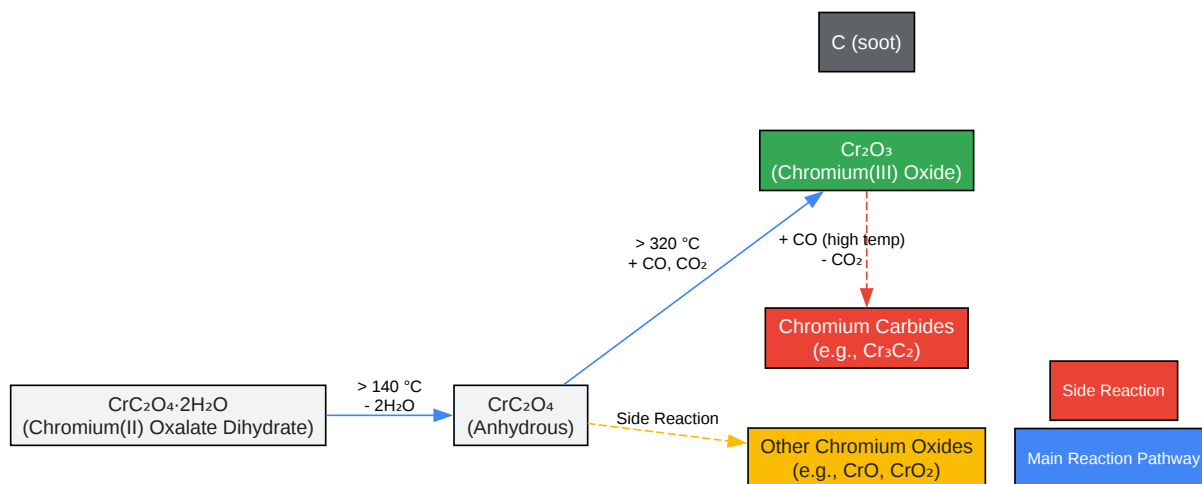 C (soot)
Cr₂O₃
(Chromium(III) Oxide)
> 320 °C
+ CO, CO₂
+ CO (high temp)
- CO₂
Chromium Carbides
(e.g., Cr₃C₂)
> 140 °C
- 2H₂O
CrC₂O₄·2H₂O
(Chromium(II) Oxalate Dihydrate)
CrC₂O₄
(Anhydrous)
Side Reaction
Other Chromium Oxides
(e.g., CrO, CrO₂)
Side Reaction
Main Reaction Pathway